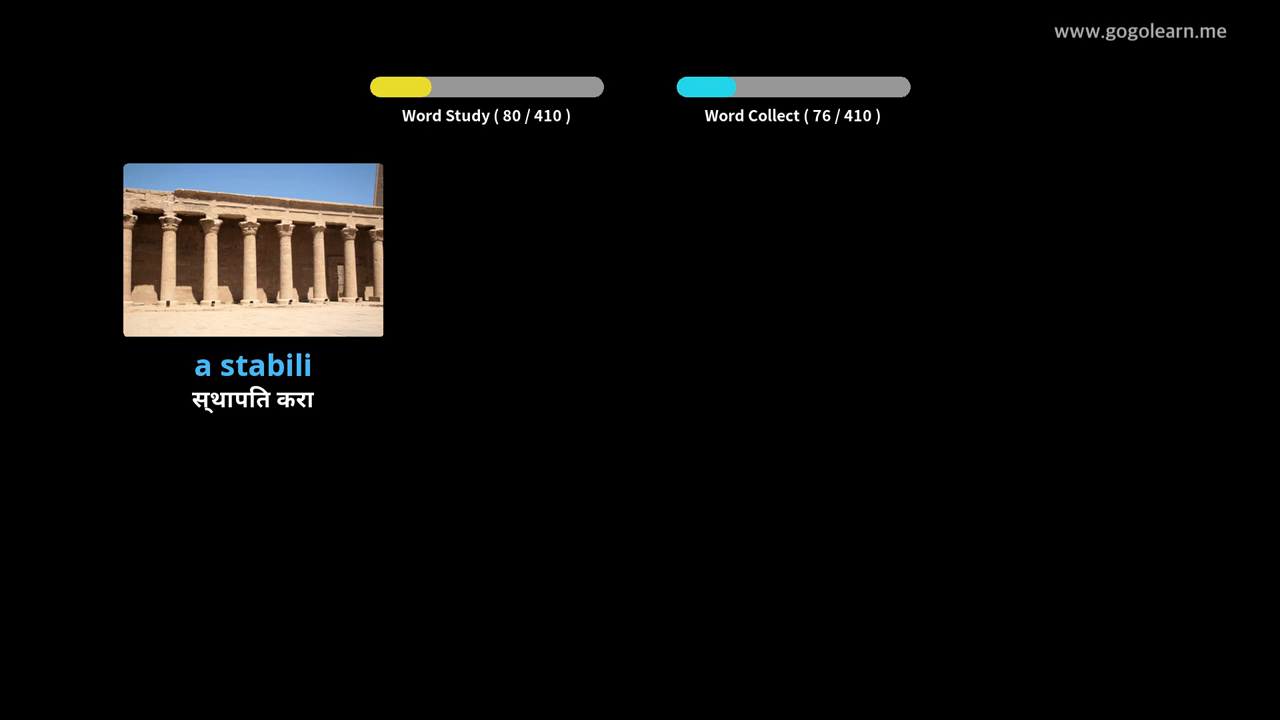 www.gogolearn.me
Word Study ( 80 / 410 )
Word Collect ( 76 / 410 )
a stabili
स्थापति करा